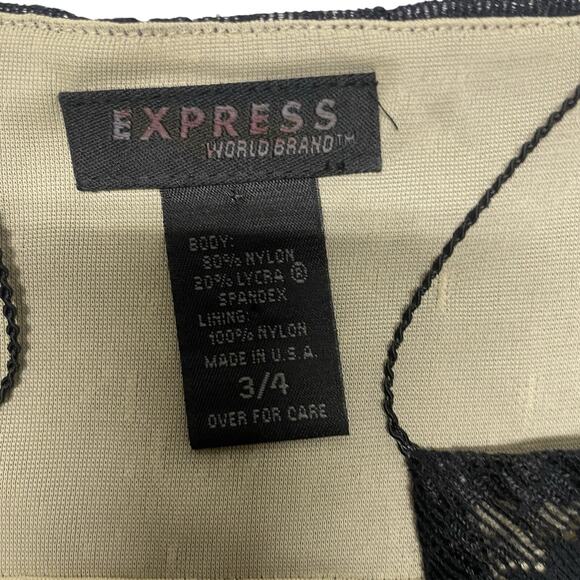 EXPRESS
WORLD BRAND™
BODY:
80% NYLON
20% LYCRA ®
SPANDEX
LINING:
100% NYLON
MADE IN U.S.A.
3/4
OVER FOR CARE